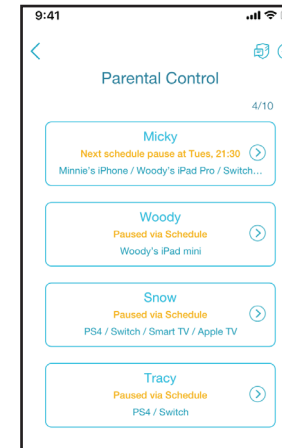 9:41
Parental Control
4/10
Micky
Next schedule pause at Tues, 21:30
Minnie's iPhone / Woody's iPad Pro / Switch...
Woody
Paused via Schedule
Woody's iPad mini
Snow
Paused via Schedule
PS4 / Switch / Smart TV / Apple TV
Tracy
Paused via Schedule
PS4 / Switch